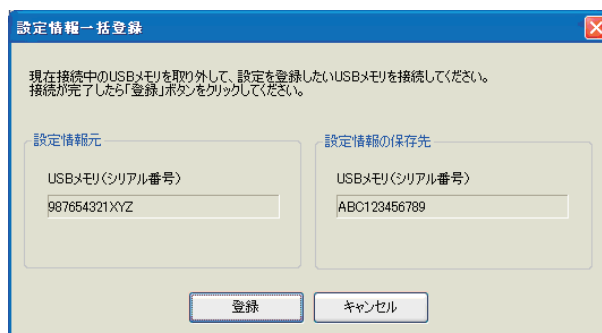 設定情報一括登録
現在接続中のUSBメモリを取り外して、設定を登録したいUSBメモリを接続してください。
接続が完了したら「登録」ボタンをクリックしてください。
設定情報元
設定情報の保存先
USBメモリ(シリアル番号)
USBメモリ(シリアル番号)
987654321XYZ
ABC123456789
登録
キャンセル